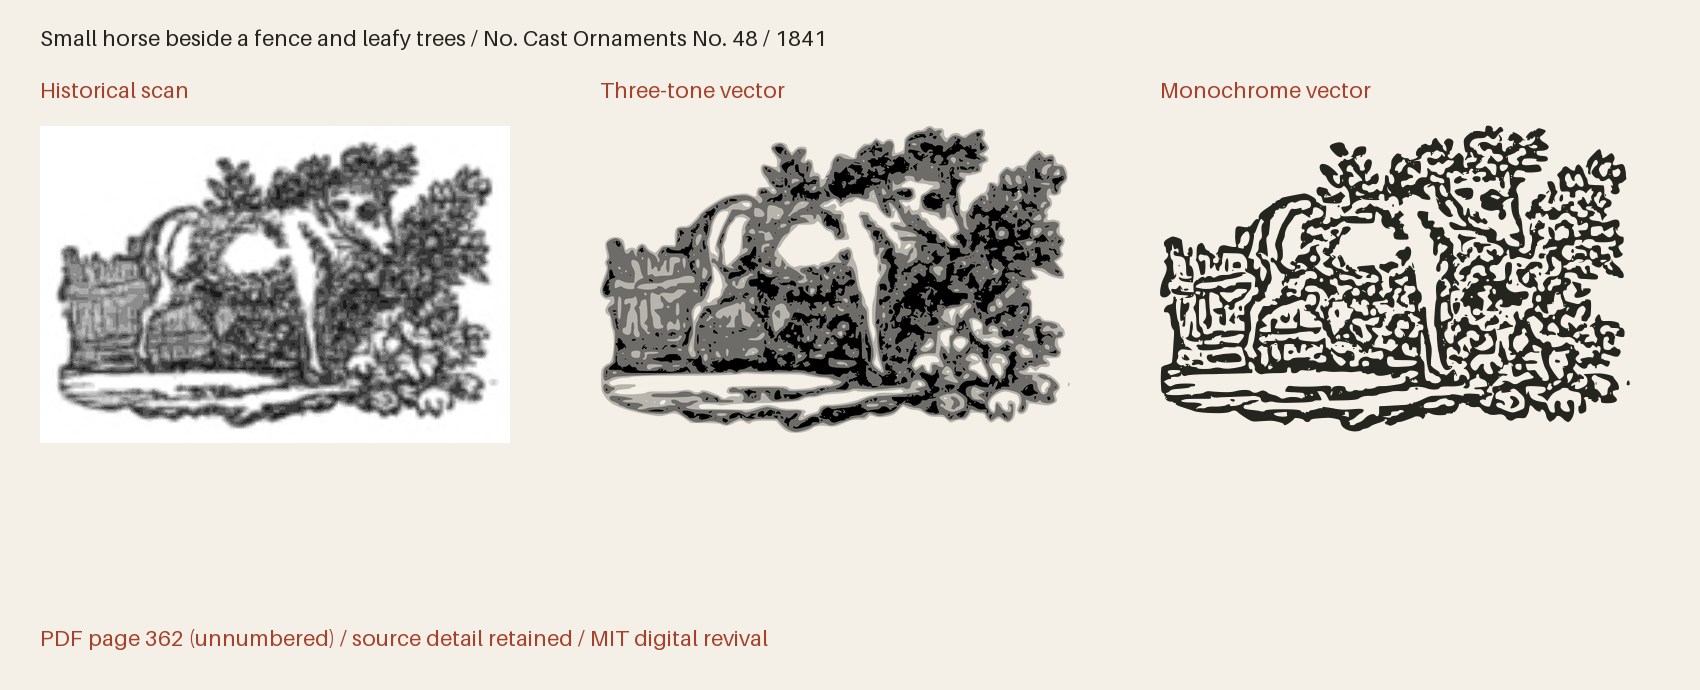 Small horse beside a fence and leafy trees / No. Cast Ornaments No. 48 / 1841
Historical scan
Three-tone vector
Monochrome vector
PDF page 362 (unnumbered) / source detail retained / MIT digital revival